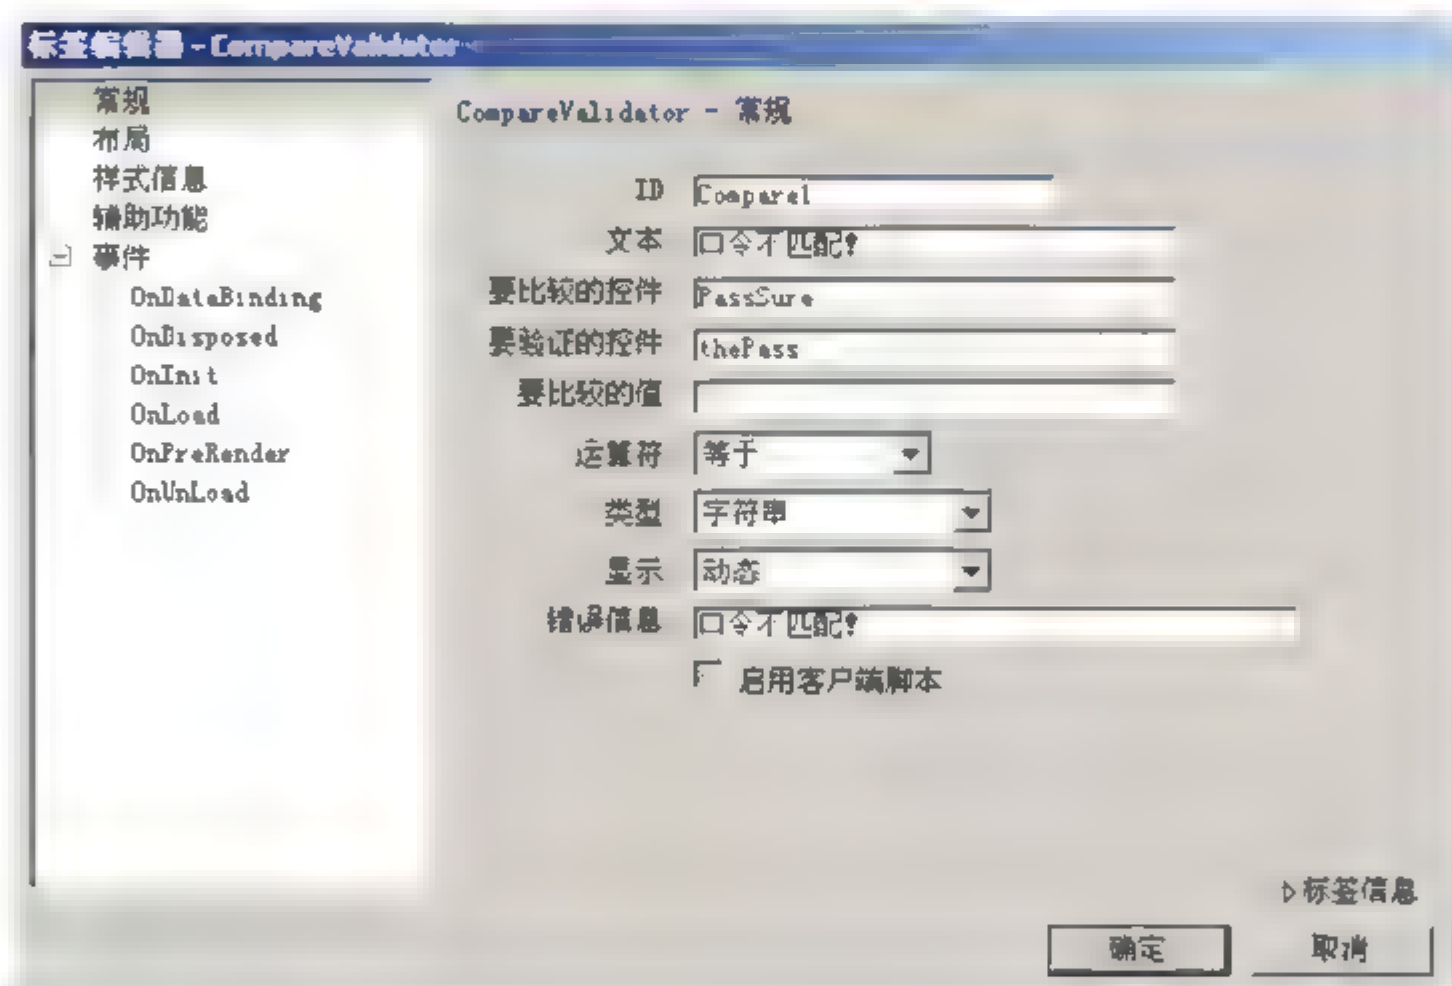 标签编辑器 - CompareValidator
常规
布局
样式信息
辅助功能
事件
OnDataBinding
OnDisposed
OnInit
OnLoad
OnPreRender
OnUnLoad
CompareValidator - 常规
ID Compare1
文本 口令不匹配!
要比较的控件 PassSure
要验证的控件 thePass
要比较的值
运算符 等于
类型 字符串
显示 动态
错误信息 口令不匹配!
启用客户端脚本
标签信息
确定 取消